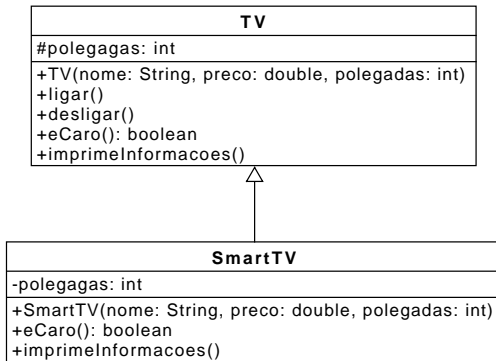 TV
#polegagas: int
+TV(nome: String, preco: double, polegadas: int)
+ligar()
+desligar()
+eCaro(): boolean
+imprimeInformacoes()
SmartTV
-polegagas: int
+SmartTV(nome: String, preco: double, polegadas: int)
+eCaro(): boolean
+imprimeInformacoes()